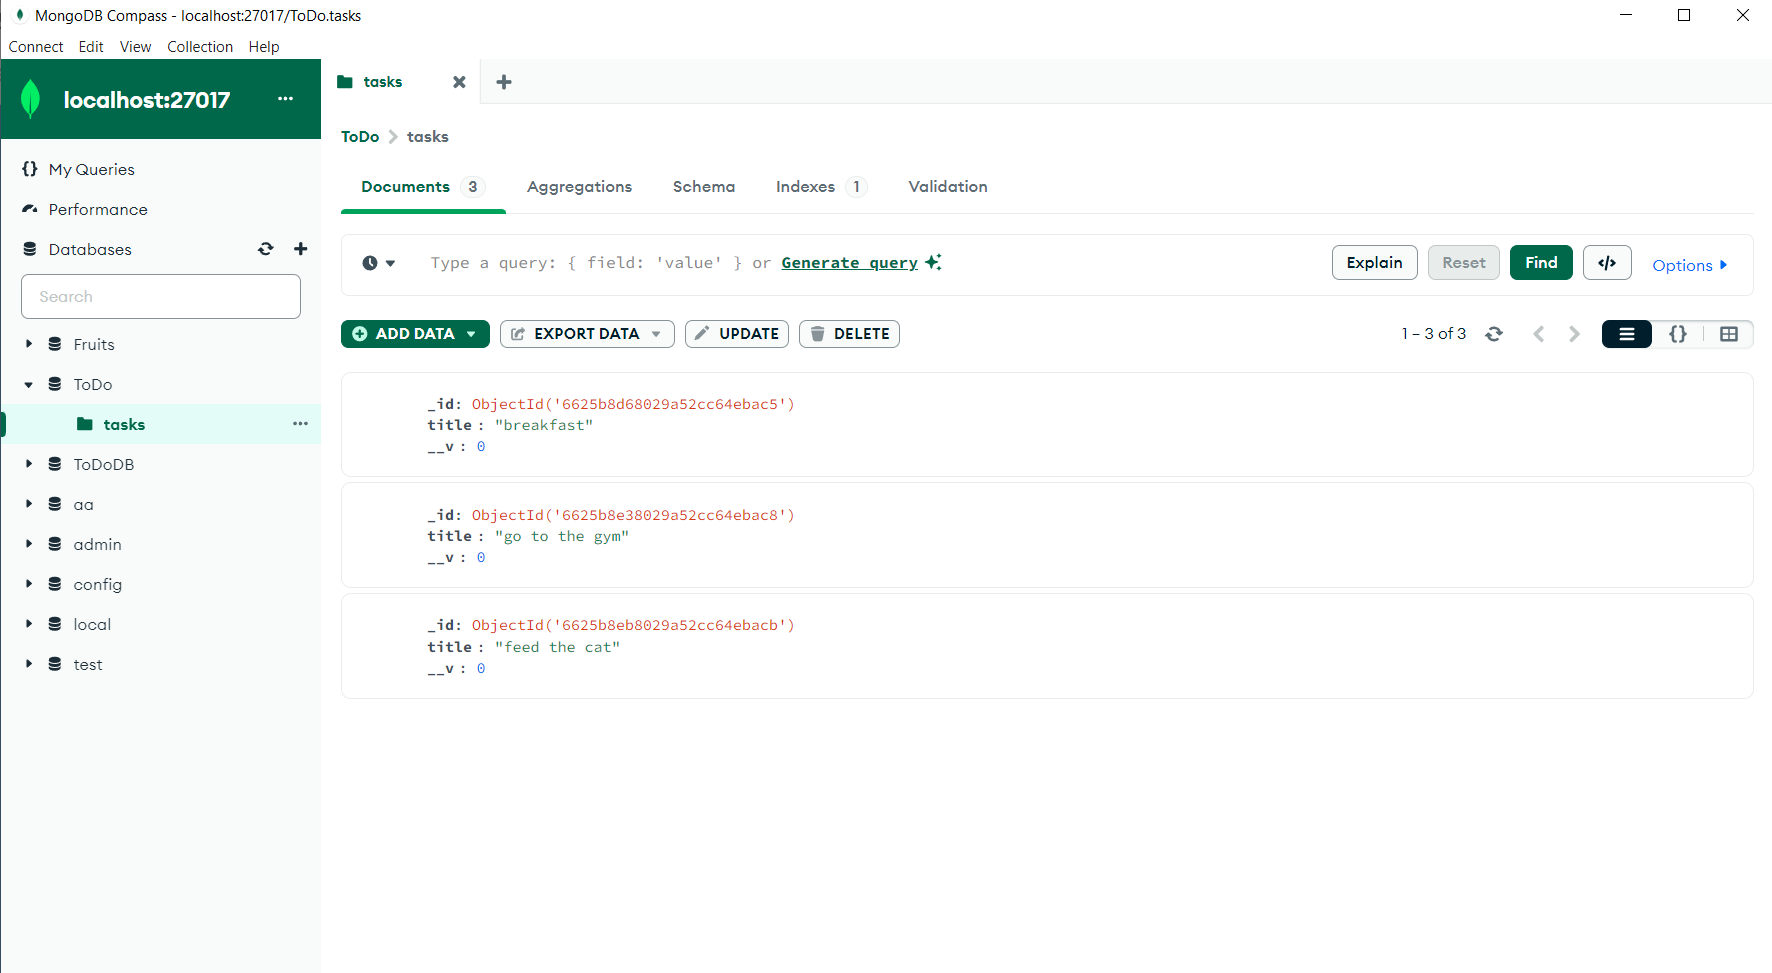 MongoDB Compass - localhost:27017/ToDo.tasks
Connect Edit View Collection Help
localhost:27017 ...
My Queries
Performance
Databases
Search
Fruits
ToDo
tasks ...
ToDoDB
aa
admin
config
local
test
tasks
ToDo > tasks
Documents 3 Aggregations Schema Indexes 1 Validation
Type a query: { field: 'value' } or Generate query
Explain Reset Find </> Options
ADD DATA EXPORT DATA UPDATE DELETE
1 – 3 of 3 {}
_id: ObjectId('6625b8d68029a52cc64ebac5')
title : "breakfast"
__v : 0
_id: ObjectId('6625b8e38029a52cc64ebac8')
title : "go to the gym"
__v : 0
_id: ObjectId('6625b8eb8029a52cc64ebacb')
title : "feed the cat"
__v : 0